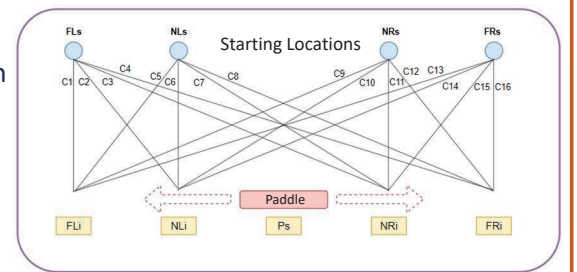 FLs NLs NRs FRs
Starting Locations
C1 C2 C3 C4 C5 C6 C7 C8 C9 C10 C11 C12 C13 C14 C15 C16
Paddle
FLi NLi Ps NRi FRi